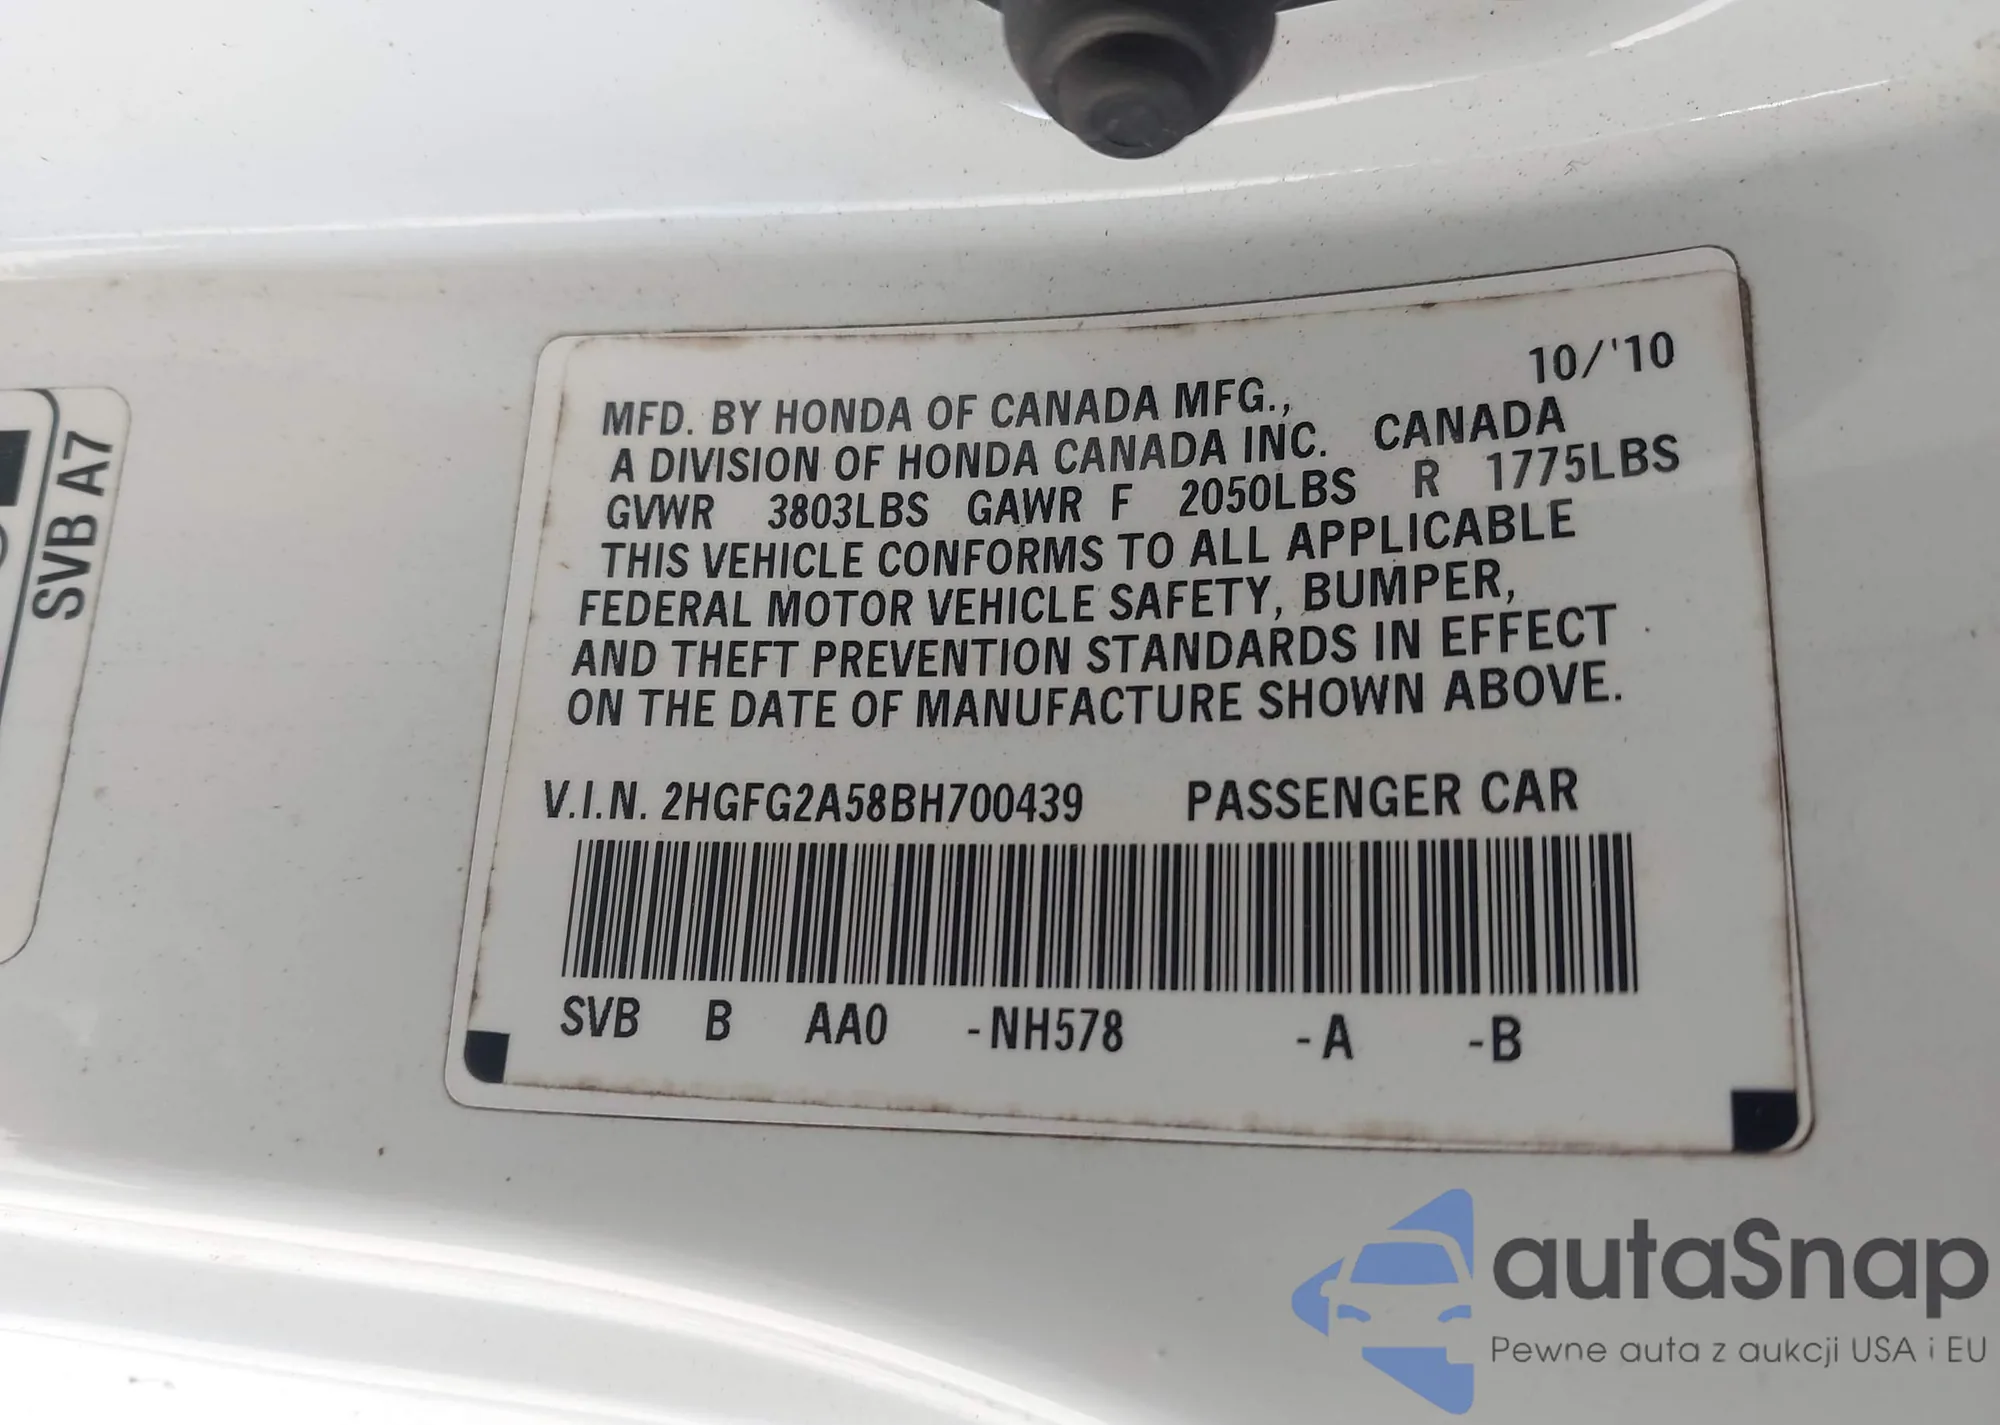 10/'10
MFD. BY HONDA OF CANADA MFG.,
A DIVISION OF HONDA CANADA INC. CANADA
GVWR 3803LBS GAWR F 2050LBS R 1775LBS
THIS VEHICLE CONFORMS TO ALL APPLICABLE
FEDERAL MOTOR VEHICLE SAFETY, BUMPER,
AND THEFT PREVENTION STANDARDS IN EFFECT
ON THE DATE OF MANUFACTURE SHOWN ABOVE.
V.I.N. 2HGFG2A58BH700439 PASSENGER CAR
SVB B AA0 -NH578 -A -B
SVB A7
autaSnap
Pewne auta z aukcji USA i EU